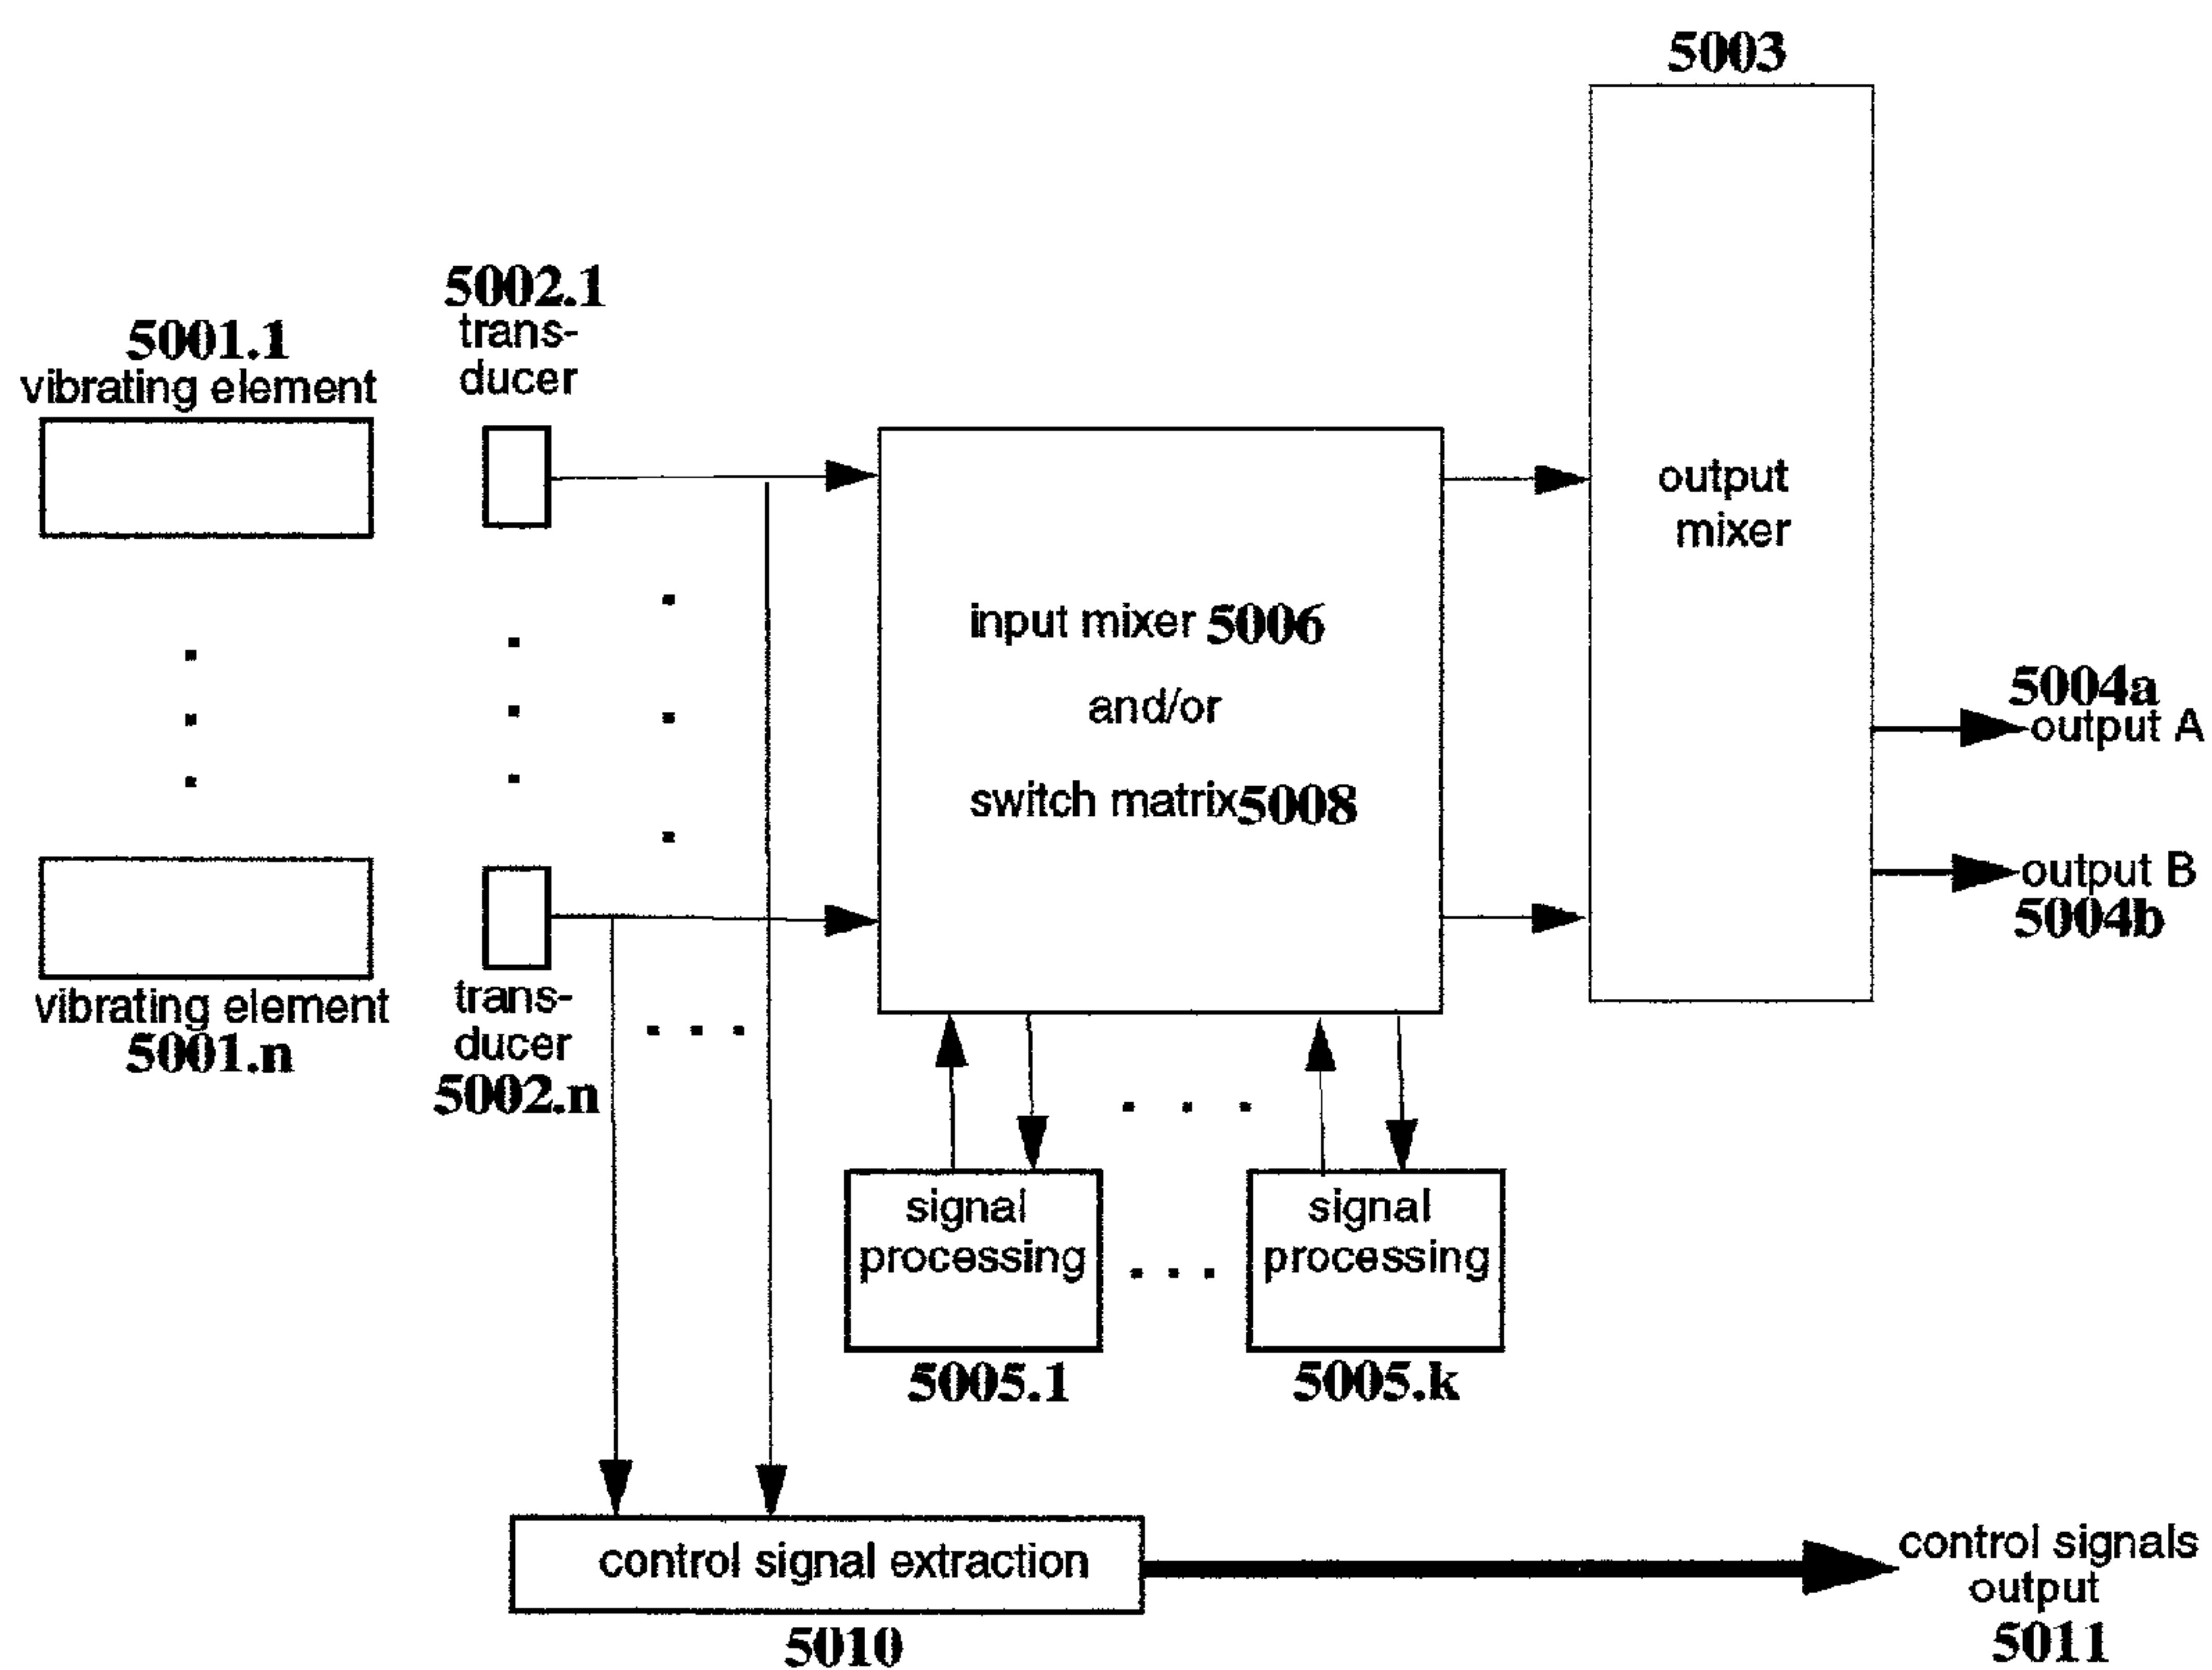 5003
5002.1
trans-
ducer
5001.1
vibrating element
output
mixer
input mixer 5006
and/or
switch matrix5008
5004a
output A
output B
5004b
vibrating element
5001.n
trans-
ducer
5002.n
signal
processing
5005.1
signal
processing
5005.k
control signal extraction
5010
control signals
output
5011